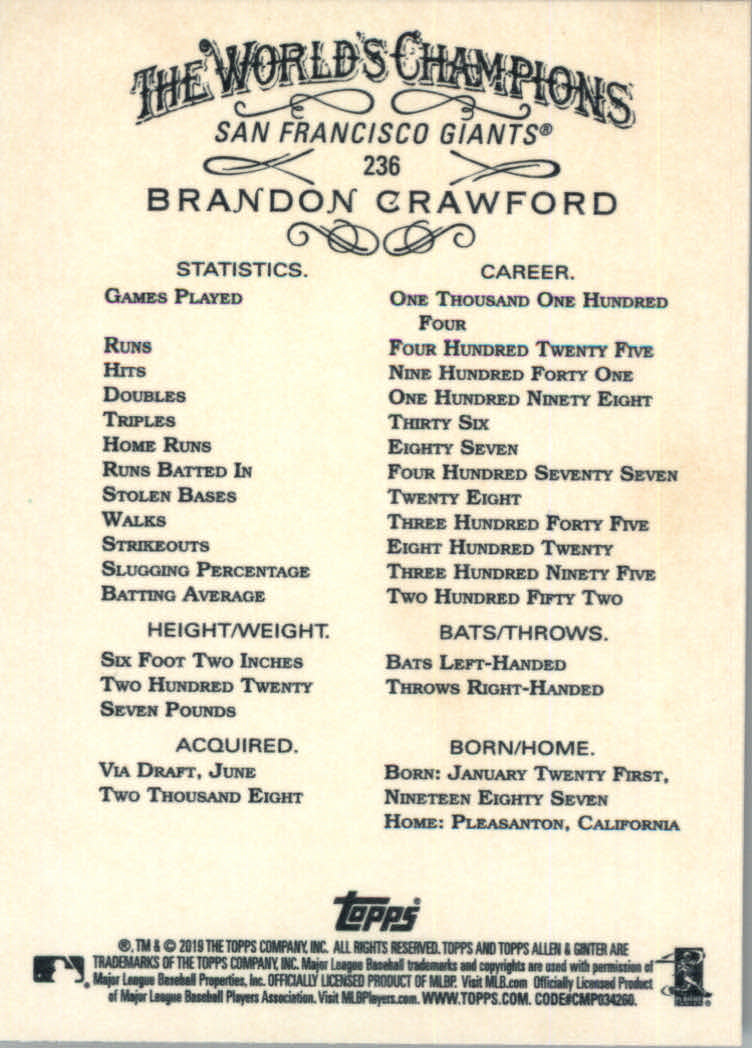 THE WORLD'S CHAMPIONS
SAN FRANCISCO GIANTS®
236
BRANDON CRAWFORD
STATISTICS. CAREER.
GAMES PLAYED ONE THOUSAND ONE HUNDRED
FOUR
RUNS FOUR HUNDRED TWENTY FIVE
HITS NINE HUNDRED FORTY ONE
DOUBLES ONE HUNDRED NINETY EIGHT
TRIPLES THIRTY SIX
HOME RUNS EIGHTY SEVEN
RUNS BATTED IN FOUR HUNDRED SEVENTY SEVEN
STOLEN BASES TWENTY EIGHT
WALKS THREE HUNDRED FORTY FIVE
STRIKEOUTS EIGHT HUNDRED TWENTY
SLUGGING PERCENTAGE THREE HUNDRED NINETY FIVE
BATTING AVERAGE TWO HUNDRED FIFTY TWO
HEIGHT/WEIGHT.
SIX FOOT TWO INCHES
TWO HUNDRED TWENTY
SEVEN POUNDS
BATS/THROWS.
BATS LEFT-HANDED
THROWS RIGHT-HANDED
ACQUIRED.
VIA DRAFT, JUNE
TWO THOUSAND EIGHT
BORN/HOME.
BORN: JANUARY TWENTY FIRST,
NINETEEN EIGHTY SEVEN
HOME: PLEASANTON, CALIFORNIA
topps®
®, TM & © 2019 THE TOPPS COMPANY, INC. ALL RIGHTS RESERVED. TOPPS AND TOPPS ALLEN & GINTER ARE
TRADEMARKS OF THE TOPPS COMPANY, INC. Major League Baseball trademarks and copyrights are used with permission of
Major League Baseball Properties, Inc. OFFICIALLY LICENSED PRODUCT OF MLBP. Visit MLB.com Officially Licensed Product
of Major League Baseball Players Association. Visit MLBPlayers.com. WWW.TOPPS.COM. CODE#CMP034260.